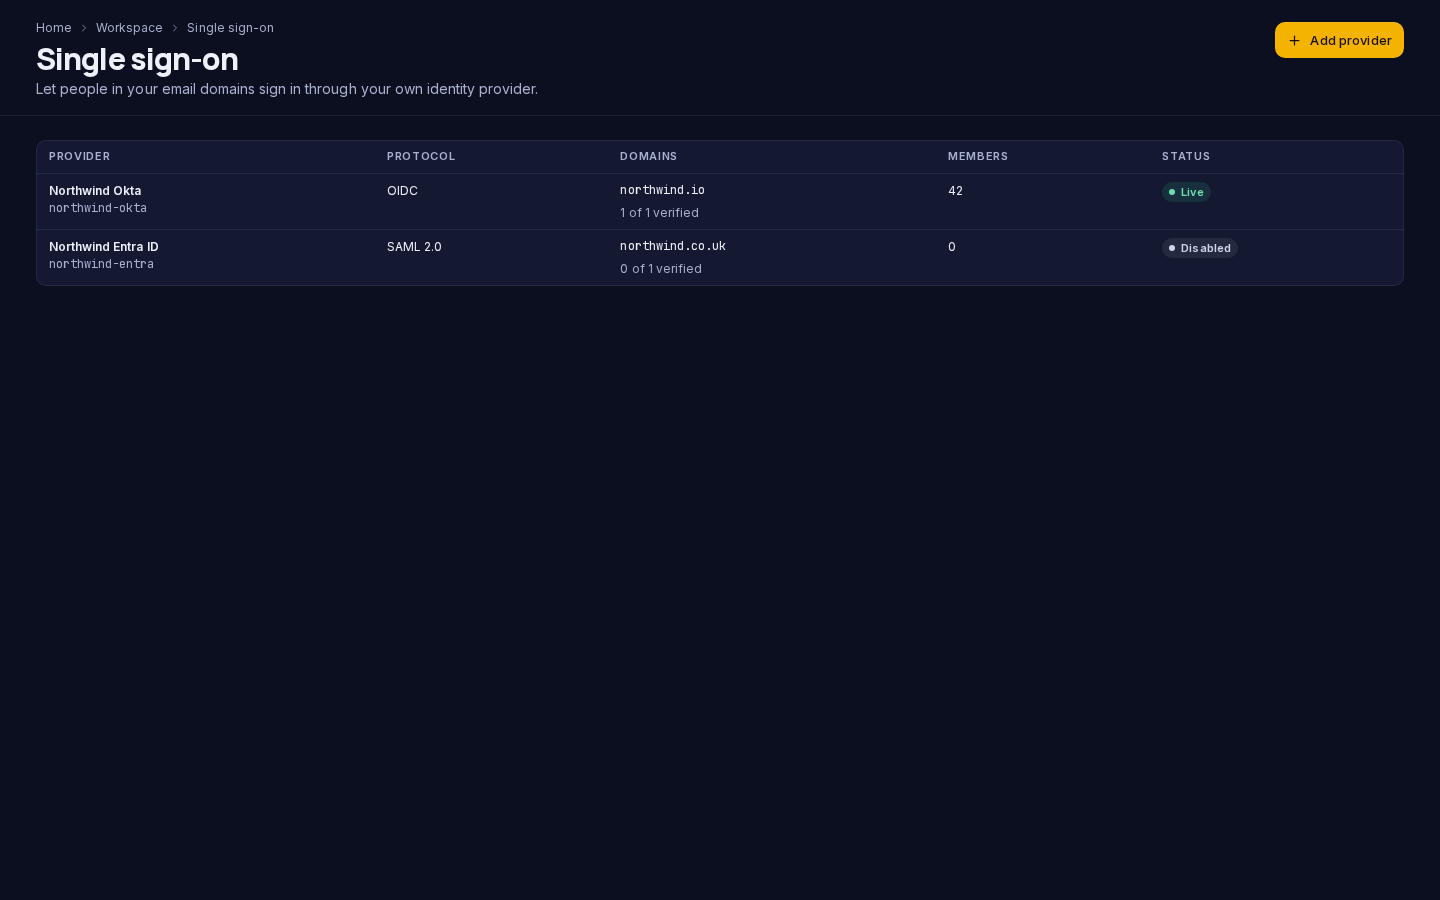 Home > Workspace > Single sign-on
Single sign-on
Let people in your email domains sign in through your own identity provider.
+ Add provider
PROVIDER PROTOCOL DOMAINS MEMBERS STATUS
Northwind Okta OIDC northwind.io 42 Live
northwind-okta 1 of 1 verified
Northwind Entra ID SAML 2.0 northwind.co.uk 0 Disabled
northwind-entra 0 of 1 verified